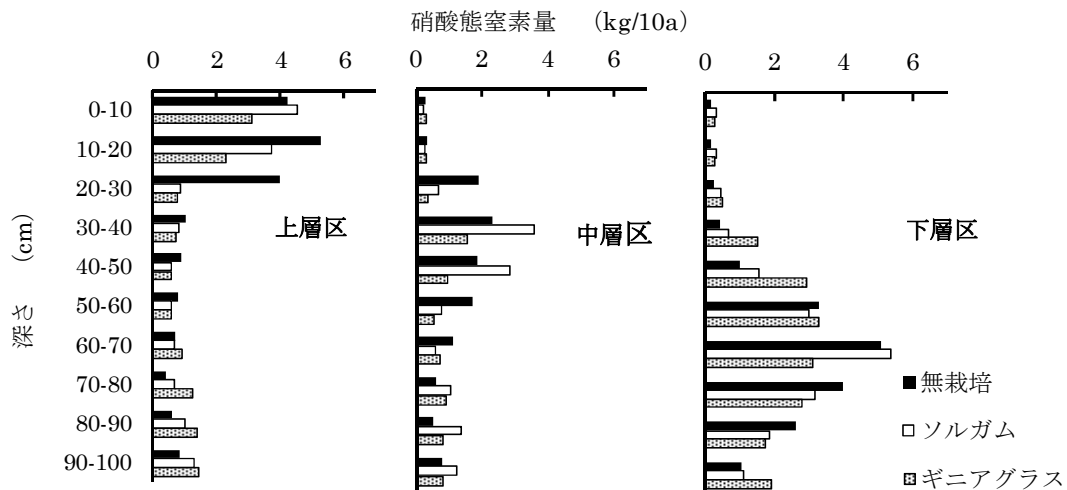 硝酸態窒素量 (kg/10a)
0 2 4 6
0 2 4 6
0 2 4 6
深さ (cm)
0-10
10-20
20-30
30-40
40-50
50-60
60-70
70-80
80-90
90-100
上層区
中層区
下層区
■無栽培
□ソルガム
ギニアグラス